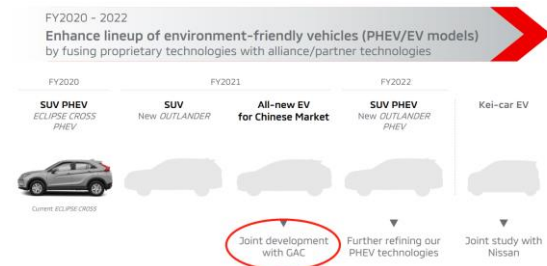 FY2020 - 2022
Enhance lineup of environment-friendly vehicles (PHEV/EV models)
by fusing proprietary technologies with alliance/partner technologies
FY2020
FY2021
FY2022
SUV PHEV
ECLIPSE CROSS
PHEV
SUV
New OUTLANDER
All-new EV
for Chinese Market
SUV PHEV
New OUTLANDER
PHEV
Kei-car EV
Current ECLIPSE CROSS
Joint development
with GAC
Further refining our
PHEV technologies
Joint study with
Nissan